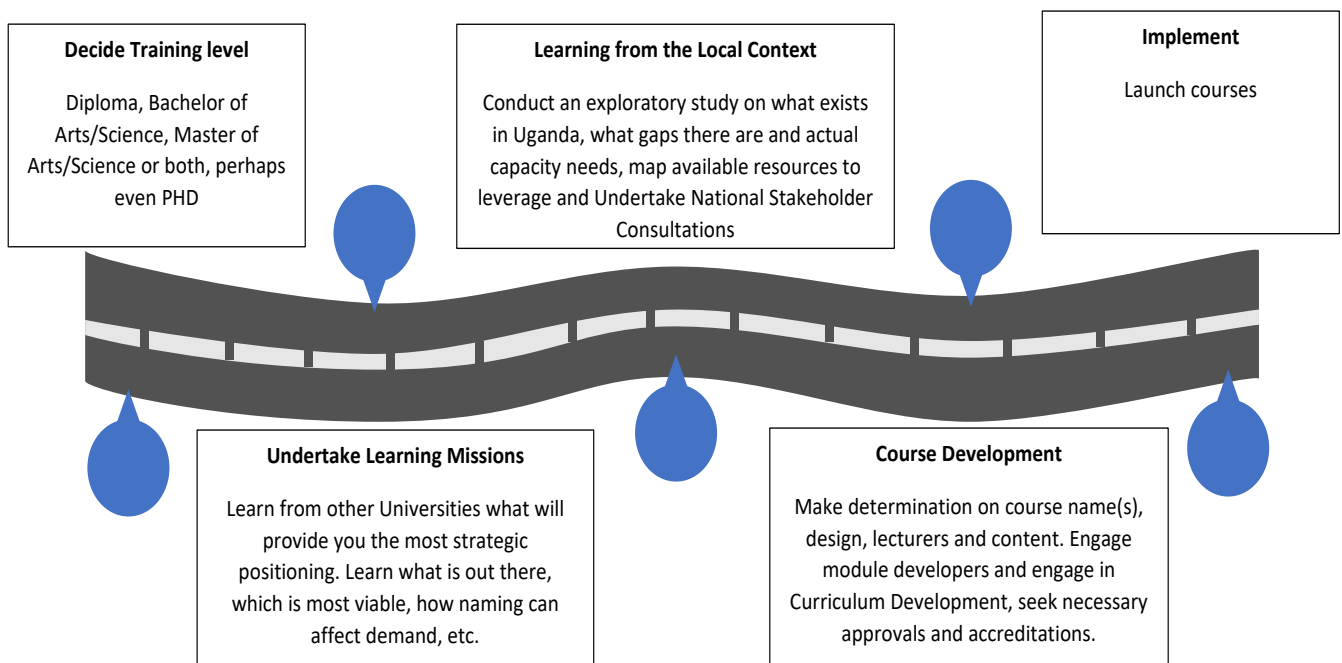 Decide Training level
Diploma, Bachelor of
Arts/Science, Master of
Arts/Science or both, perhaps
even PHD
Undertake Learning Missions
Learn from other Universities what will
provide you the most strategic
positioning. Learn what is out there,
which is most viable, how naming can
affect demand, etc.
Learning from the Local Context
Conduct an exploratory study on what exists
in Uganda, what gaps there are and actual
capacity needs, map available resources to
leverage and Undertake National Stakeholder
Consultations
Course Development
Make determination on course name(s),
design, lecturers and content. Engage
module developers and engage in
Curriculum Development, seek necessary
approvals and accreditations.
Implement
Launch courses